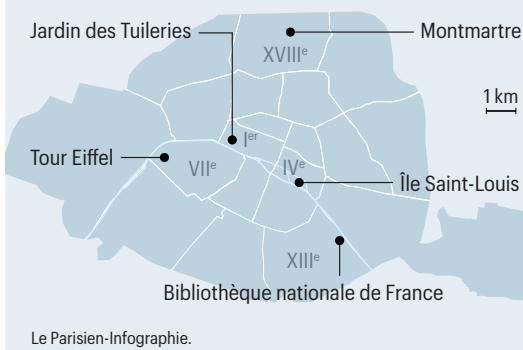 Jardin des Tuileries
Montmartre
XVIIIᵉ
1 km
Iᵉʳ
Tour Eiffel
VIIᵉ
IVᵉ
Île Saint-Louis
XIIIᵉ
Bibliothèque nationale de France
Le Parisien-Infographie.